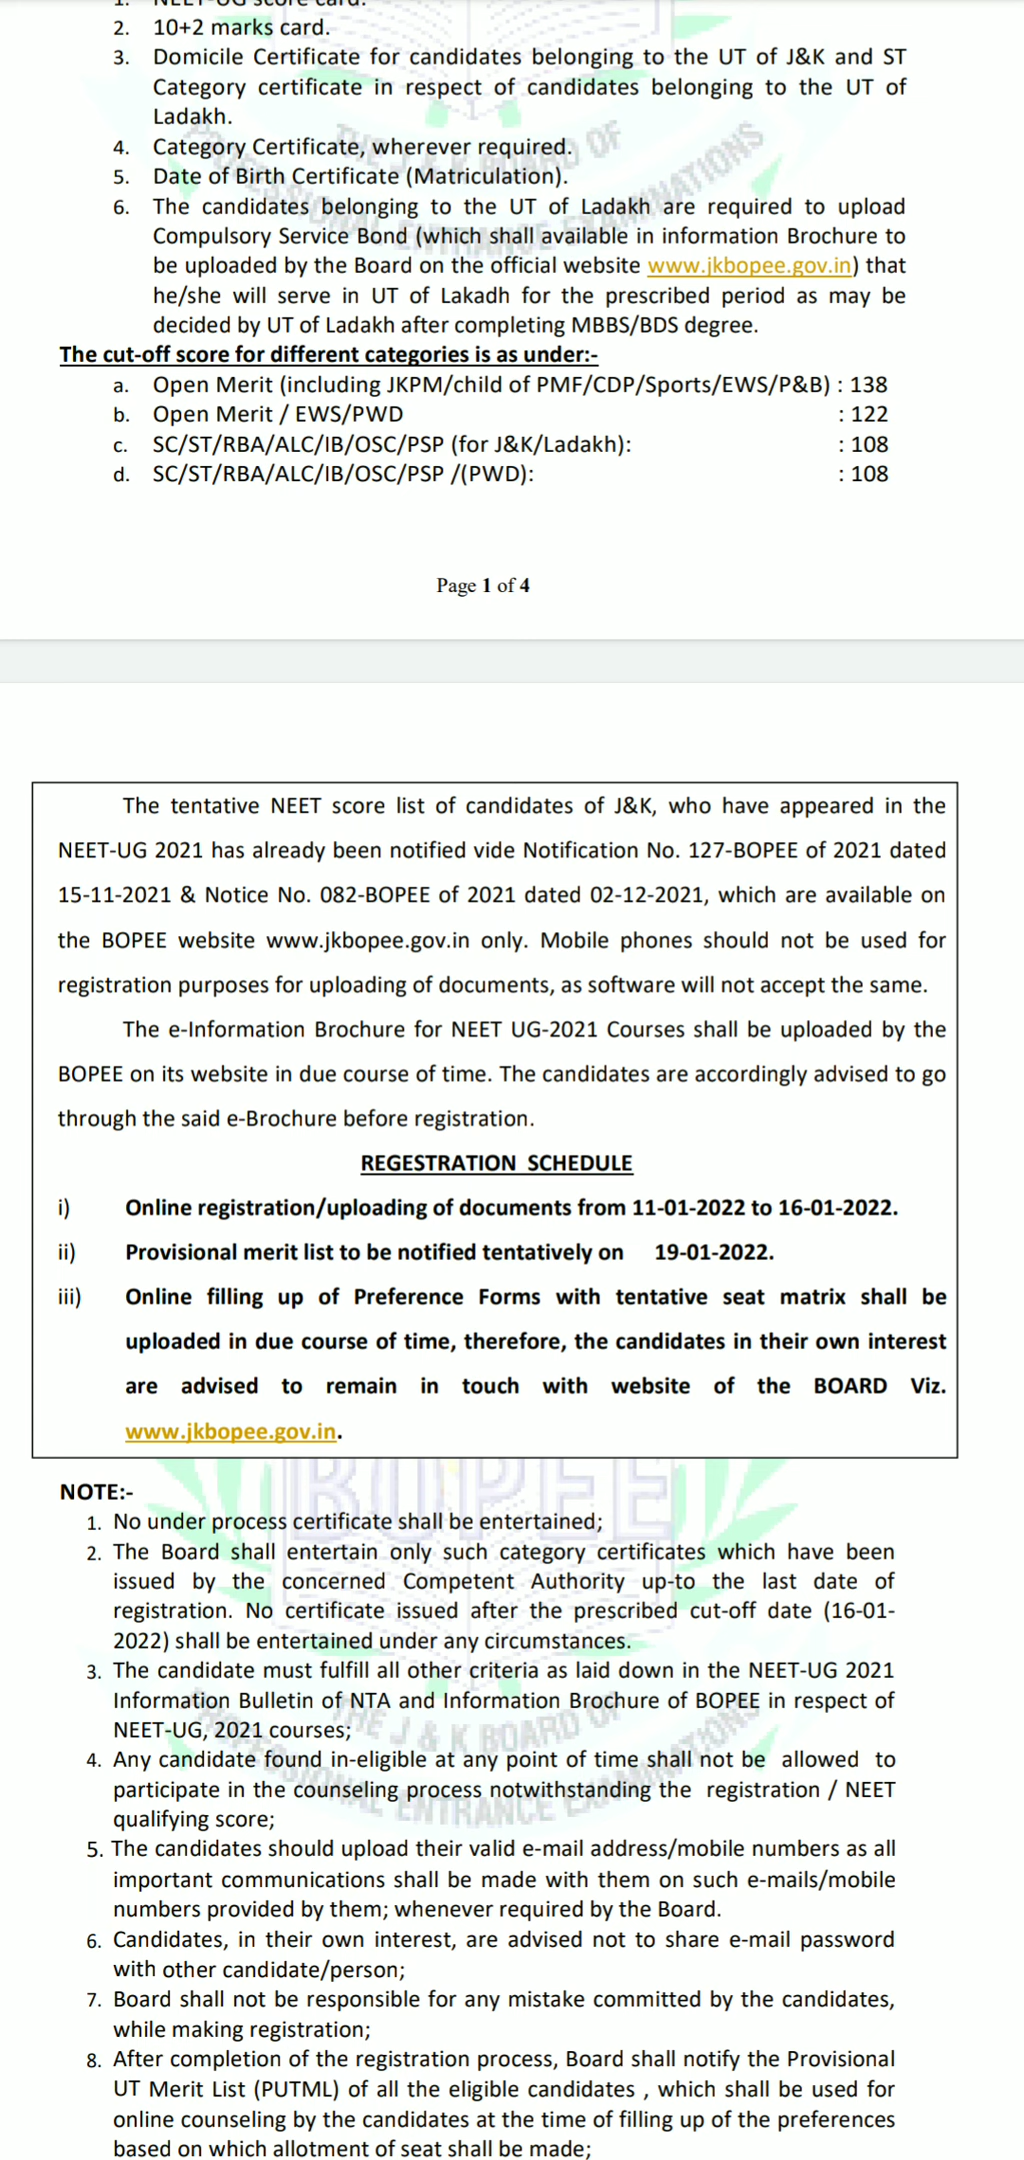 1. NEET-UG score card.
2. 10+2 marks card.
3. Domicile Certificate for candidates belonging to the UT of J&K and ST
Category certificate in respect of candidates belonging to the UT of
Ladakh.
4. Category Certificate, wherever required.
5. Date of Birth Certificate (Matriculation).
6. The candidates belonging to the UT of Ladakh are required to upload
Compulsory Service Bond (which shall available in information Brochure to
be uploaded by the Board on the official website www.jkbopee.gov.in) that
he/she will serve in UT of Lakadh for the prescribed period as may be
decided by UT of Ladakh after completing MBBS/BDS degree.
The cut-off score for different categories is as under:-
a. Open Merit (including JKPM/child of PMF/CDP/Sports/EWS/P&B) : 138
b. Open Merit / EWS/PWD : 122
c. SC/ST/RBA/ALC/IB/OSC/PSP (for J&K/Ladakh): : 108
d. SC/ST/RBA/ALC/IB/OSC/PSP /(PWD): : 108
THE J & K BOARD OF
PROFESSIONAL ENTRANCE EXAMINATIONS
Page 1 of 4
The tentative NEET score list of candidates of J&K, who have appeared in the
NEET-UG 2021 has already been notified vide Notification No. 127-BOPEE of 2021 dated
15-11-2021 & Notice No. 082-BOPEE of 2021 dated 02-12-2021, which are available on
the BOPEE website www.jkbopee.gov.in only. Mobile phones should not be used for
registration purposes for uploading of documents, as software will not accept the same.
The e-Information Brochure for NEET UG-2021 Courses shall be uploaded by the
BOPEE on its website in due course of time. The candidates are accordingly advised to go
through the said e-Brochure before registration.
REGESTRATION SCHEDULE
i) Online registration/uploading of documents from 11-01-2022 to 16-01-2022.
ii) Provisional merit list to be notified tentatively on 19-01-2022.
iii) Online filling up of Preference Forms with tentative seat matrix shall be
uploaded in due course of time, therefore, the candidates in their own interest
are advised to remain in touch with website of the BOARD Viz.
www.jkbopee.gov.in.
BOPEE
NOTE:-
1. No under process certificate shall be entertained;
2. The Board shall entertain only such category certificates which have been
issued by the concerned Competent Authority up-to the last date of
registration. No certificate issued after the prescribed cut-off date (16-01-
2022) shall be entertained under any circumstances.
3. The candidate must fulfill all other criteria as laid down in the NEET-UG 2021
Information Bulletin of NTA and Information Brochure of BOPEE in respect of
NEET-UG, 2021 courses;
4. Any candidate found in-eligible at any point of time shall not be allowed to
participate in the counseling process notwithstanding the registration / NEET
qualifying score;
5. The candidates should upload their valid e-mail address/mobile numbers as all
important communications shall be made with them on such e-mails/mobile
numbers provided by them; whenever required by the Board.
6. Candidates, in their own interest, are advised not to share e-mail password
with other candidate/person;
7. Board shall not be responsible for any mistake committed by the candidates,
while making registration;
8. After completion of the registration process, Board shall notify the Provisional
UT Merit List (PUTML) of all the eligible candidates , which shall be used for
online counseling by the candidates at the time of filling up of the preferences
based on which allotment of seat shall be made;
THE J & K BOARD OF
PROFESSIONAL ENTRANCE EXAMINATIONS